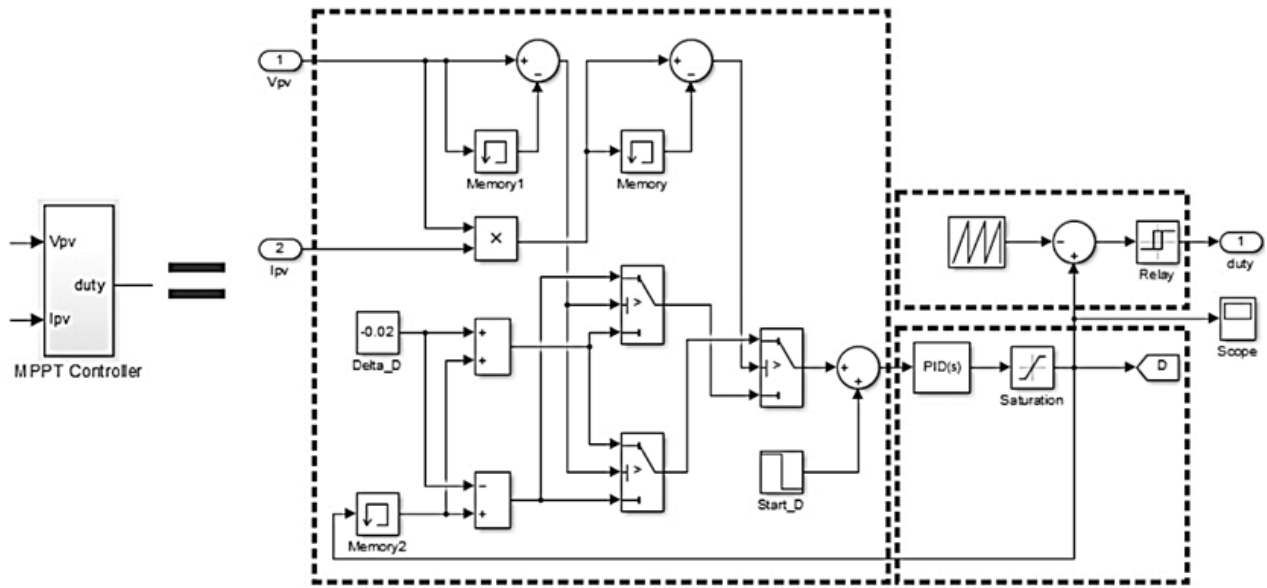 1
Vpv
+
−
+
−
Memory1
Memory
2
Ipv
×
Vpv
duty
Ipv
MPPT Controller
-0.02
Delta_D
+
+
>
>
>
+
+
−
+
Memory2
Start_D
−
+
Relay
1
duty
Scope
PID(s)
Saturation
D